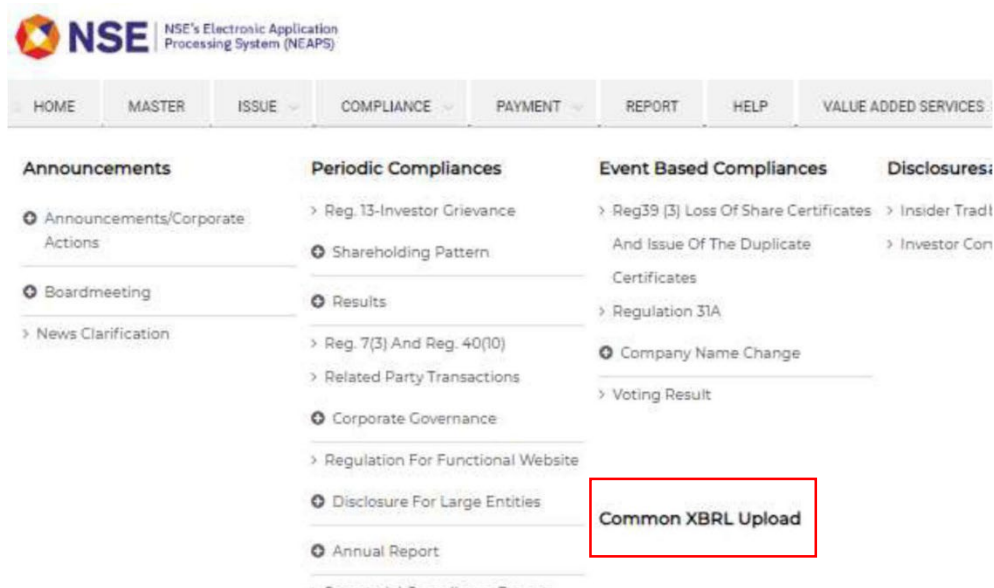 NSE
NSE's Electronic Application
Processing System (NEAPS)
HOME MASTER ISSUE COMPLIANCE PAYMENT REPORT HELP VALUE ADDED SERVICES
Announcements
Announcements/Corporate
Actions
Boardmeeting
> News Clarification
Periodic Compliances
> Reg. 13-Investor Grievance
Shareholding Pattern
Results
> Reg. 7(3) And Reg. 40(10)
> Related Party Transactions
Corporate Governance
> Regulation For Functional Website
Disclosure For Large Entities
Annual Report
Event Based Compliances
> Reg39 (3) Loss Of Share Certificates
And Issue Of The Duplicate
Certificates
> Regulation 31A
Company Name Change
> Voting Result
Common XBRL Upload
Disclosures
> Insider
> Investor